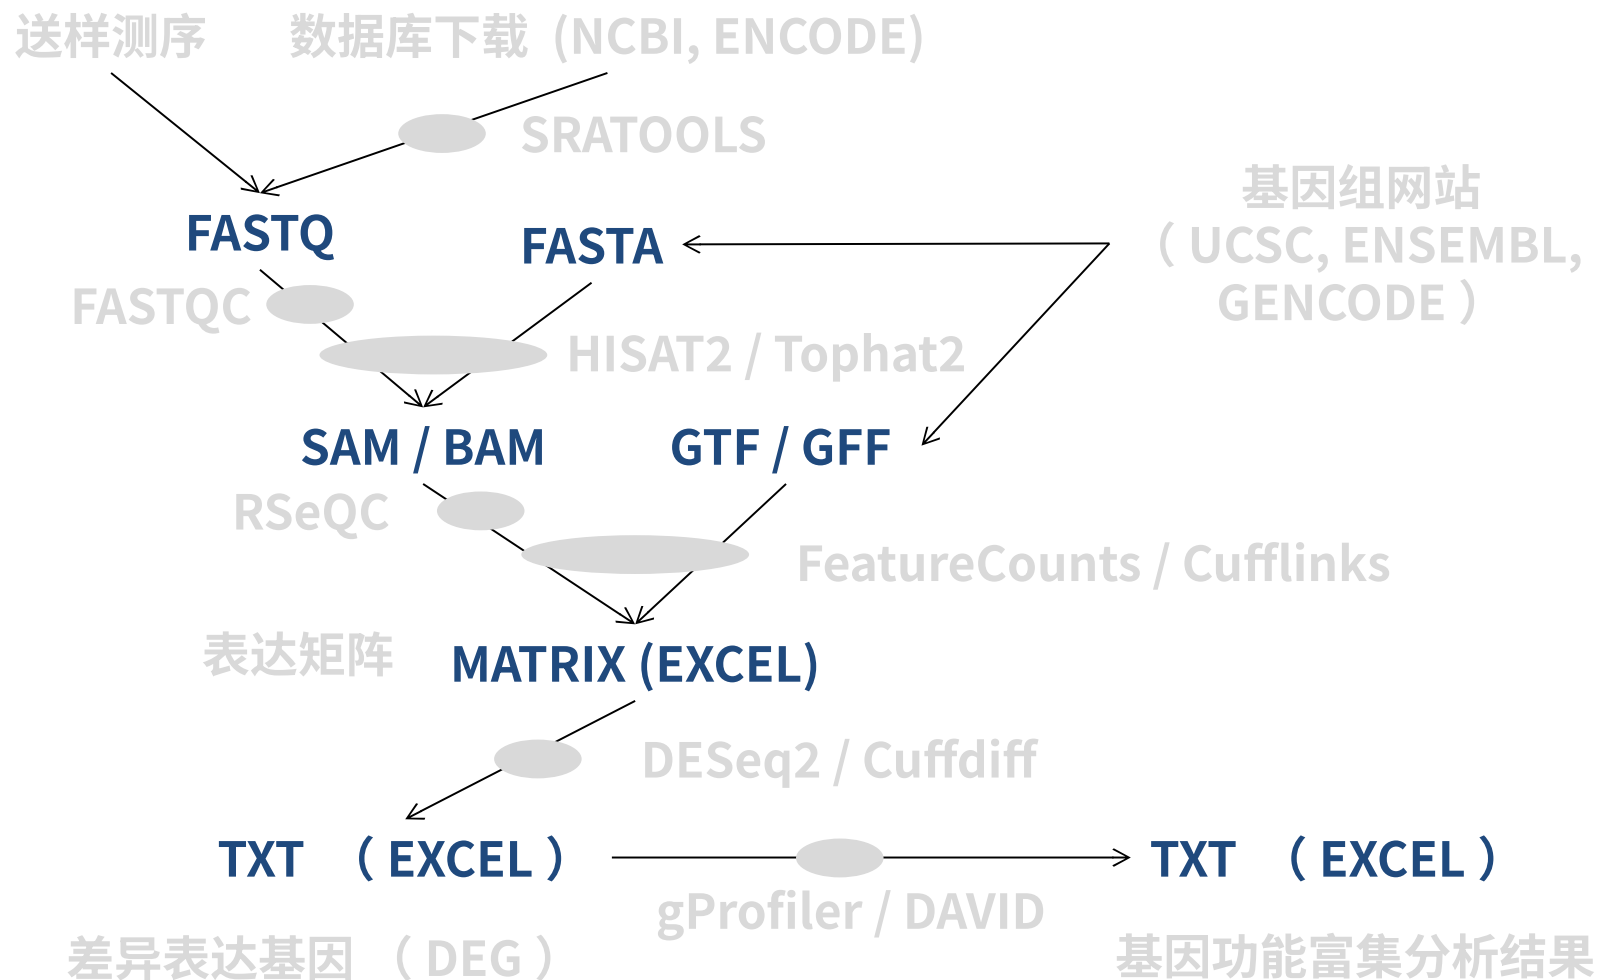 送样测序
数据库下载 (NCBI, ENCODE)
SRATOOLS
基因组网站
（UCSC, ENSEMBL,
GENCODE）
FASTQ
FASTA
FASTQC
HISAT2 / Tophat2
SAM / BAM
GTF / GFF
RSeQC
FeatureCounts / Cufflinks
表达矩阵
MATRIX (EXCEL)
DESeq2 / Cuffdiff
TXT （EXCEL）
TXT （EXCEL）
gProfiler / DAVID
差异表达基因 （DEG）
基因功能富集分析结果